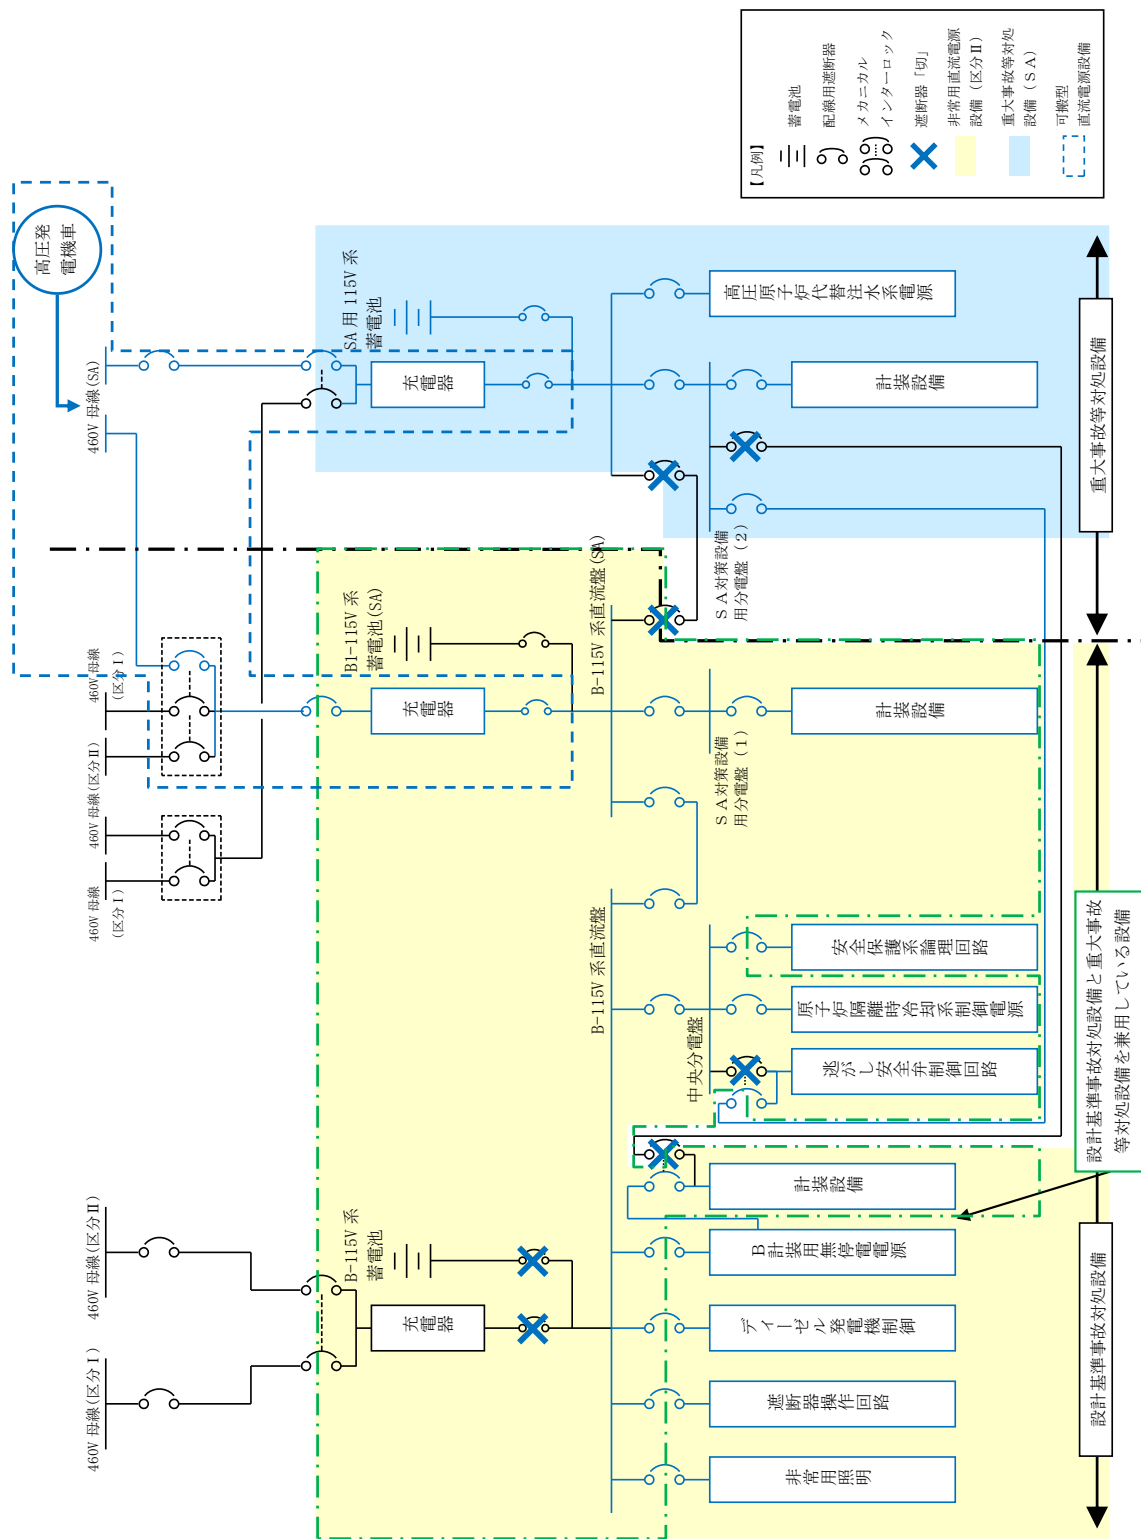 【凡例】
蓄電池
配線用遮断器
メカニカル
インターロック
遮断器「切」
非常用直流電源
設備（区分Ⅱ）
重大事故等対処
設備（ＳＡ）
可搬型
直流電源設備
高圧発
電機車
460V 母線(SA)
SA 用 115V 系
蓄電池
充電器
高圧原子炉代替注水系電源
計装設備
ＳＡ対策設備
用分電盤（２）
重大事故等対処設備
460V 母線
(区分Ⅰ)
460V 母線(区分Ⅱ)
460V 母線(区分Ⅱ)
460V 母線
(区分Ⅰ)
B1-115V 系
蓄電池(SA)
充電器
B-115V 系直流盤(SA)
ＳＡ対策設備
用分電盤（１）
計装設備
B-115V 系直流盤
中央分電盤
安全保護系論理回路
原子炉隔離時冷却系制御電源
逃がし安全弁制御回路
計装設備
設計基準事故対処設備と重大事故
等対処設備を兼用している設備
460V 母線(区分Ⅱ)
460V 母線(区分Ⅰ)
B-115V 系
蓄電池
充電器
B計装用無停電電源
ディーゼル発電機制御
遮断器操作回路
非常用照明
設計基準事故対処設備